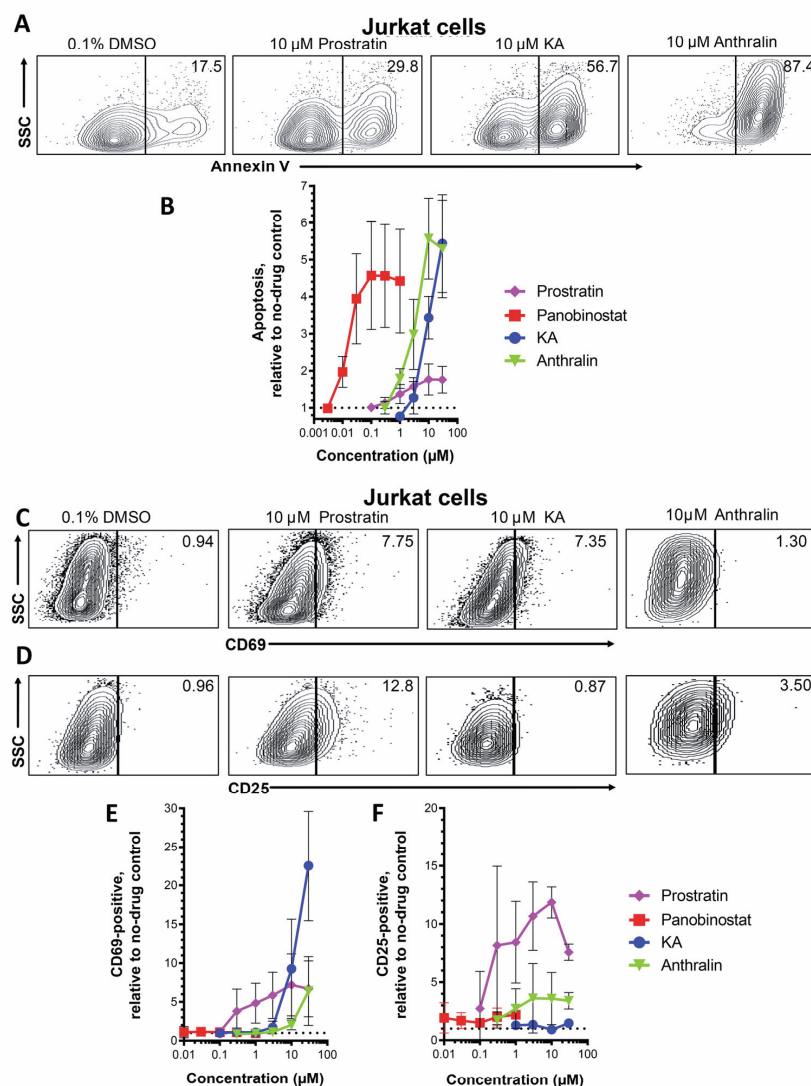 A
Jurkat cells
0.1% DMSO 10 µM Prostratin 10 µM KA 10 µM Anthralin
17.5 29.8 56.7 87.4
SSC
Annexin V
B
Apoptosis,
relative to no-drug control
7
6
5
4
3
2
1
0.001 0.01 0.1 1 10 100
Concentration (µM)
Prostratin
Panobinostat
KA
Anthralin
Jurkat cells
C
0.1% DMSO 10 µM Prostratin 10 µM KA 10µM Anthralin
0.94 7.75 7.35 1.30
SSC
CD69
D
0.96 12.8 0.87 3.50
SSC
CD25
E
CD69-positive,
relative to no-drug control
30
25
20
15
10
5
0
0.01 0.1 1 10 100
Concentration (µM)
F
CD25-positive,
relative to no-drug control
20
15
10
5
0
0.01 0.1 1 10 100
Concentration (µM)
Prostratin
Panobinostat
KA
Anthralin